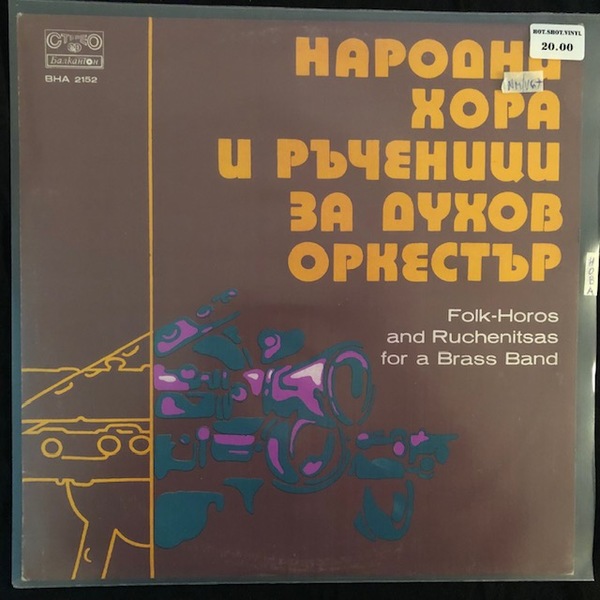 СТЕРЕО
Балкантон
ВНА 2152
HOT.SHOT.VINYL
20.00
НАРОДНИ
ХОРА
И РЪЧЕНИЦИ
ЗА ДУХОВ
ОРКЕСТЪР
Folk-Horos
and Ruchenitsas
for a Brass Band
НОВА